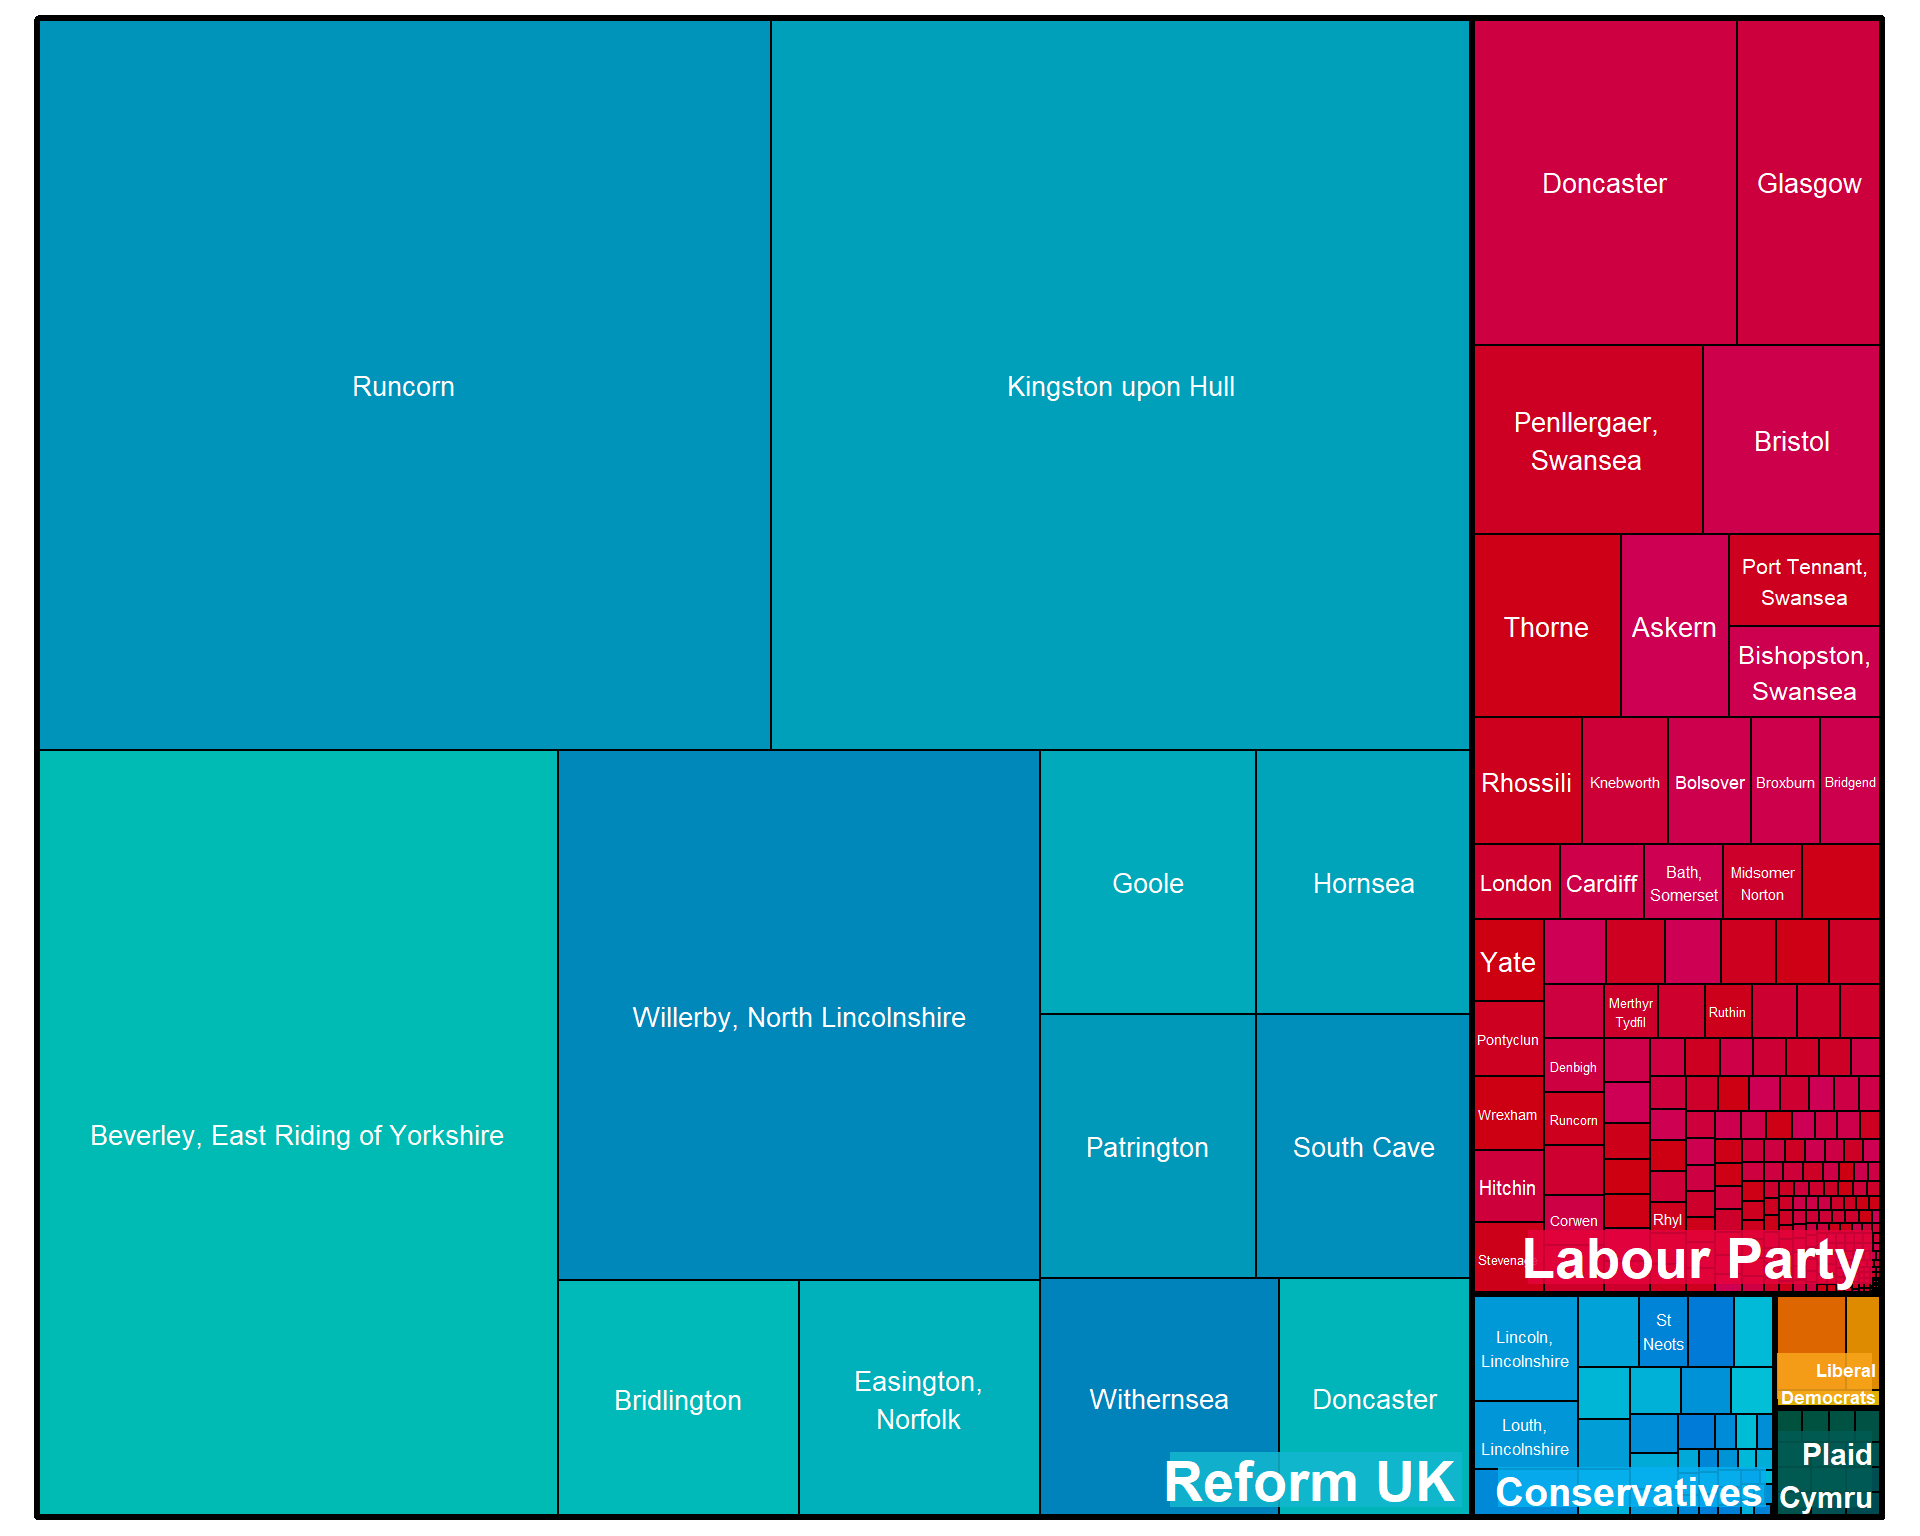 Runcorn
Kingston upon Hull
Beverley, East Riding of Yorkshire
Willerby, North Lincolnshire
Goole
Hornsea
Patrington
South Cave
Bridlington
Easington,
Norfolk
Withernsea
Doncaster
Reform UK
Doncaster
Glasgow
Penllergaer,
Swansea
Bristol
Thorne
Askern
Port Tennant,
Swansea
Bishopston,
Swansea
Rhossili
Knebworth
Bolsover
Broxburn
Bridgend
London
Cardiff
Bath,
Somerset
Midsomer
Norton
Yate
Merthyr
Tydfil
Ruthin
Pontyclun
Denbigh
Wrexham
Runcorn
Hitchin
Corwen
Rhyl
Labour Party
Lincoln,
Lincolnshire
St
Neots
Louth,
Lincolnshire
Conservatives
Liberal
Democrats
Plaid
Cymru